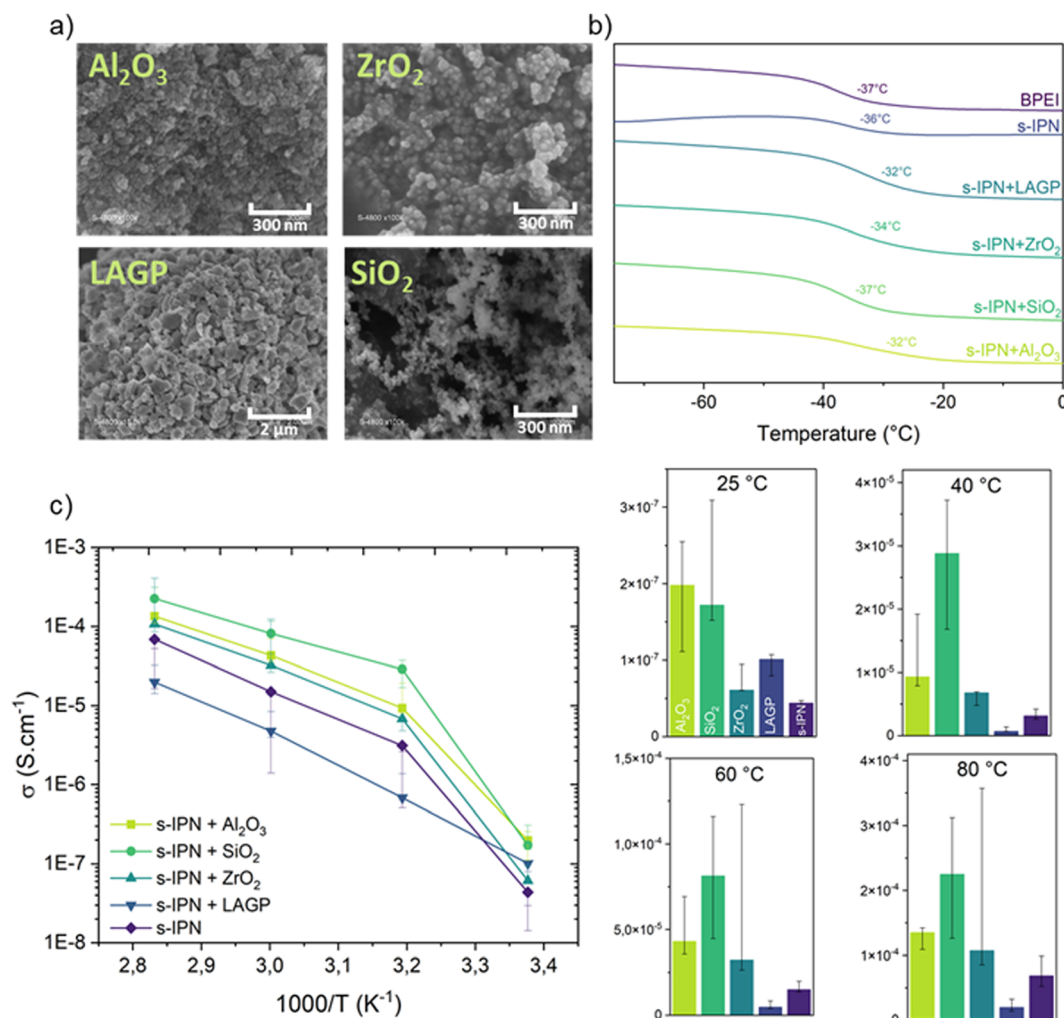 a)
Al₂O₃
300 nm
ZrO₂
S-4800 x100k
300 nm
LAGP
2 μm
SiO₂
S-4800 x100k
300 nm
b)
-37°C
BPEI
-36°C
s-IPN
-32°C
s-IPN+LAGP
-34°C
s-IPN+ZrO₂
-37°C
s-IPN+SiO₂
-32°C
s-IPN+Al₂O₃
-60
-40
-20
0
Temperature (°C)
c)
1E-3
1E-4
1E-5
1E-6
1E-7
1E-8
σ (S.cm⁻¹)
s-IPN + Al₂O₃
s-IPN + SiO₂
s-IPN + ZrO₂
s-IPN + LAGP
s-IPN
2,8
2,9
3,0
3,1
3,2
3,3
3,4
1000/T (K⁻¹)
25 °C
3×10⁻⁷
2×10⁻⁷
1×10⁻⁷
0
Al₂O₃
SiO₂
ZrO₂
LAGP
s-IPN
40 °C
4×10⁻⁵
3×10⁻⁵
2×10⁻⁵
1×10⁻⁵
0
60 °C
1,5×10⁻⁴
1,0×10⁻⁴
5,0×10⁻⁵
0
80 °C
4×10⁻⁴
3×10⁻⁴
2×10⁻⁴
1×10⁻⁴
0